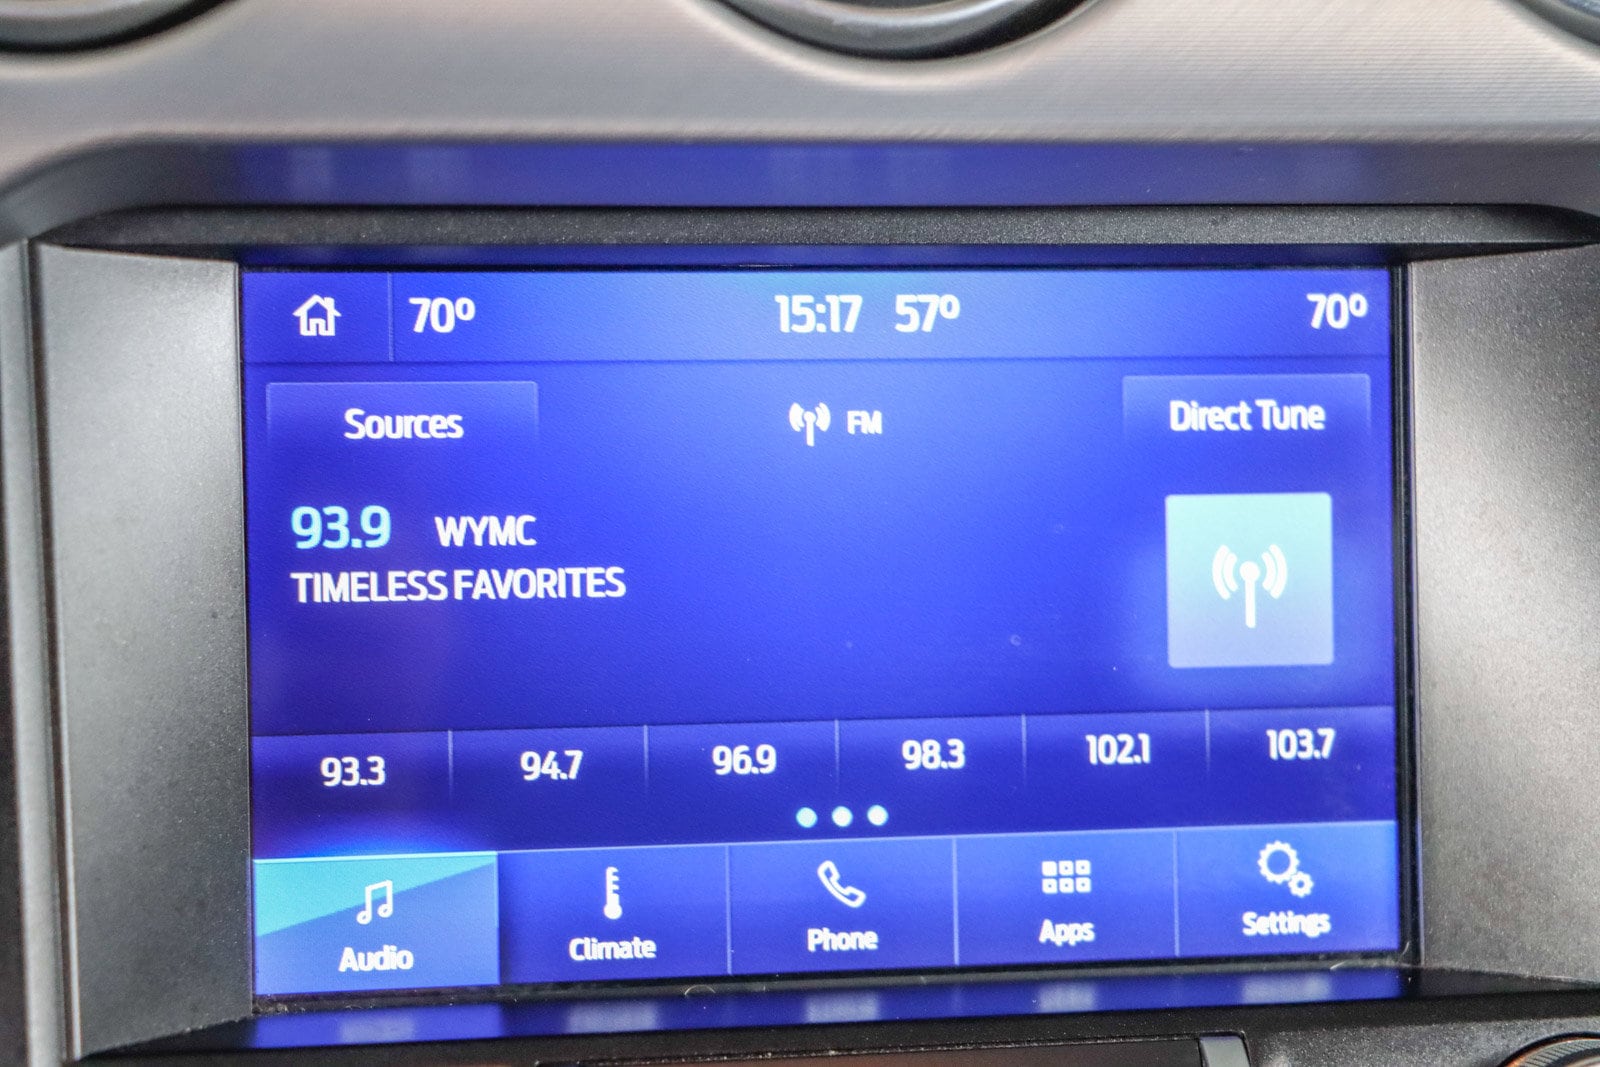 70° 15:17 57° 70°
Sources FM Direct Tune
93.9 WYMC
TIMELESS FAVORITES
93.3 94.7 96.9 98.3 102.1 103.7
Audio Climate Phone Apps Settings